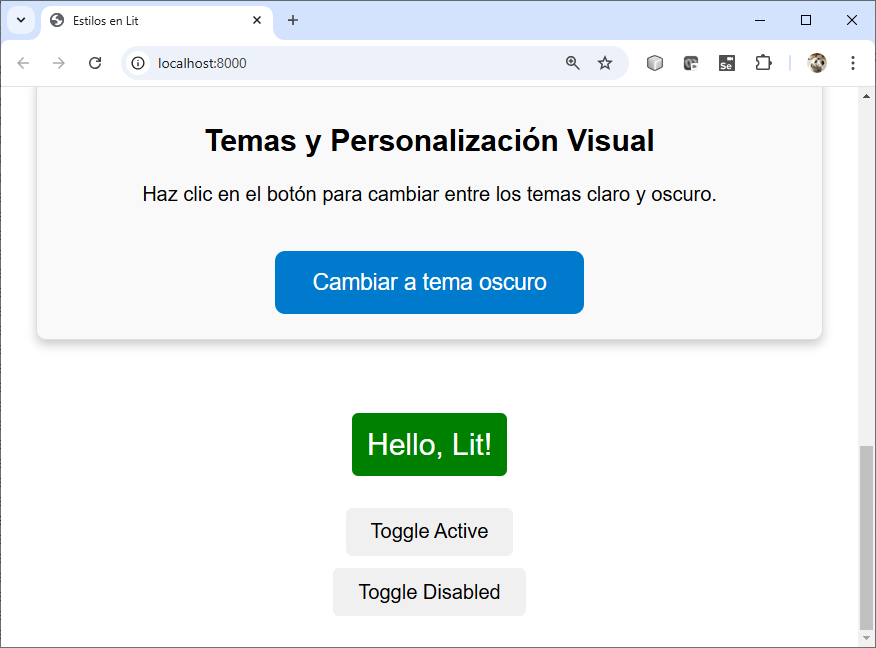 Estilos en Lit
localhost:8000
Se
Temas y Personalización Visual
Haz clic en el botón para cambiar entre los temas claro y oscuro.
Cambiar a tema oscuro
Hello, Lit!
Toggle Active
Toggle Disabled